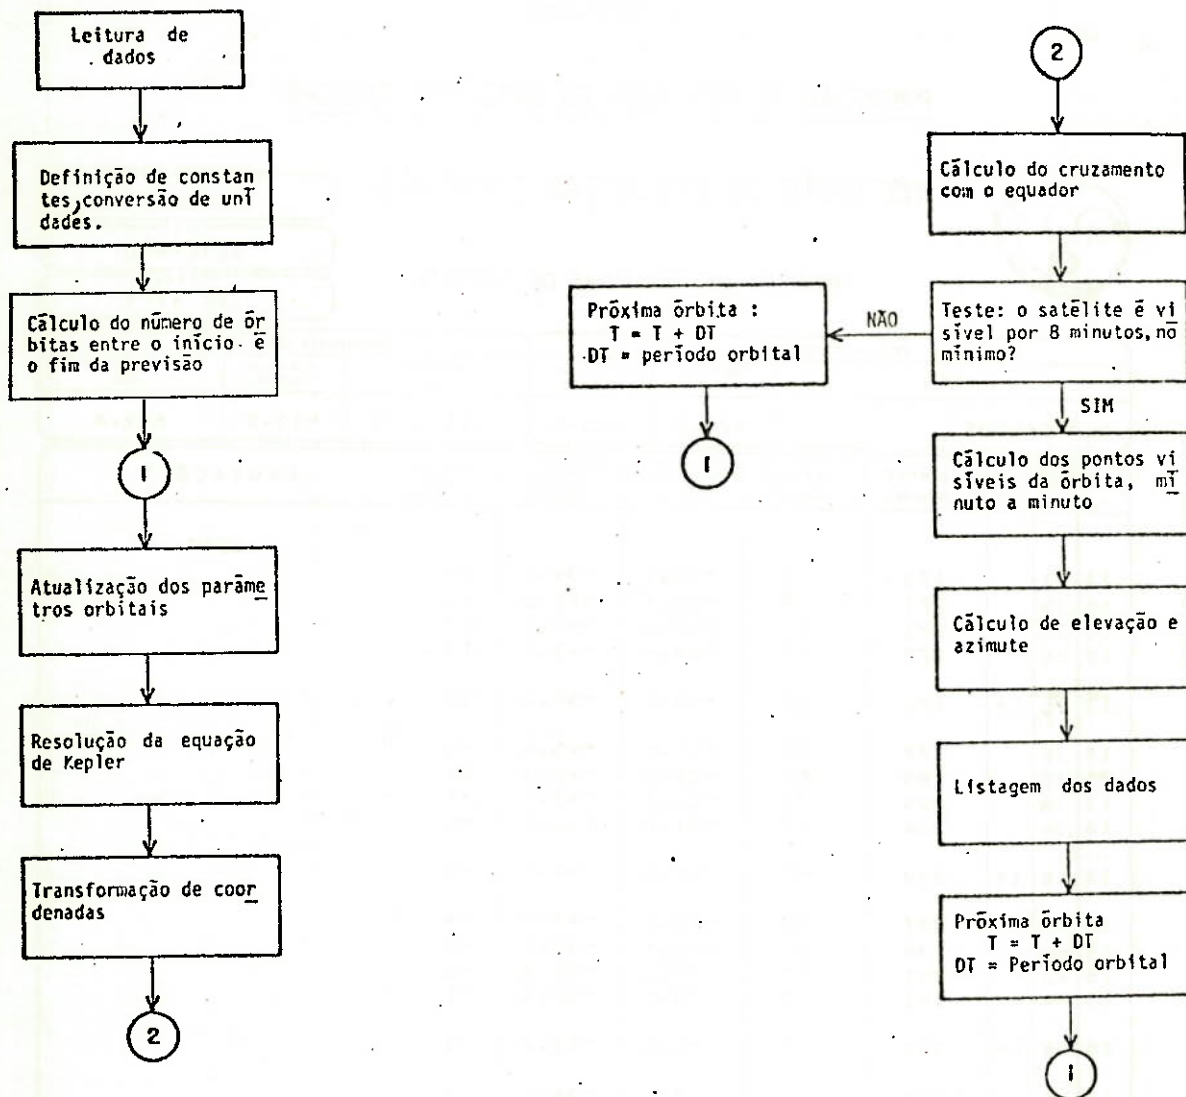 Leitura de
dados
Definição de constan
tes, conversão de uni
dades.
Cálculo do número de ór
bitas entre o início e
o fim da previsão
1
Atualização dos parâme
tros orbitais
Resolução da equação
de Kepler
Transformação de coor
denadas
2
2
Cálculo do cruzamento
com o equador
Teste: o satélite é vi
sível por 8 minutos, no
mínimo?
NÃO
Próxima órbita :
T = T + DT
DT = período orbital
1
SIM
Cálculo dos pontos vi
síveis da órbita, mi
nuto a minuto
Cálculo de elevação e
azimute
Listagem dos dados
Próxima órbita
T = T + DT
DT = Período orbital
1